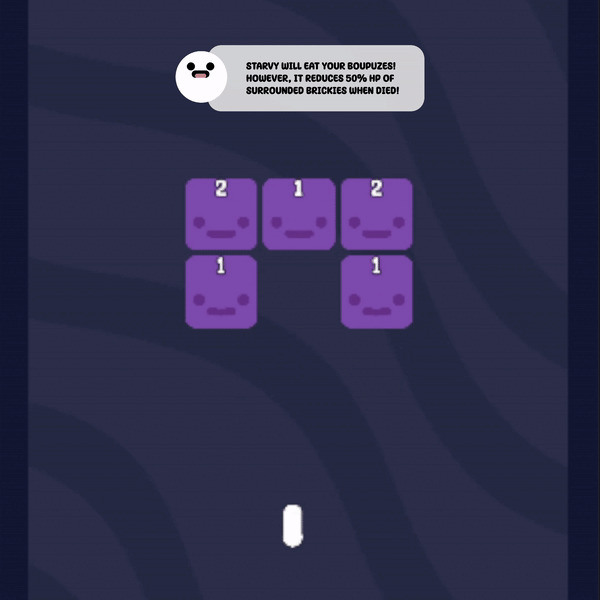 STARVY WILL EAT YOUR BOUPUZES!
HOWEVER, IT REDUCES 50% HP OF
SURROUNDED BRICKIES WHEN DIED!
2 1 2
1 1